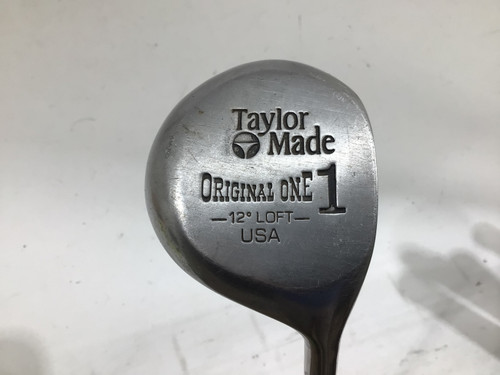 Taylor
Made
ORIGINAL ONE 1
-12° LOFT-
USA